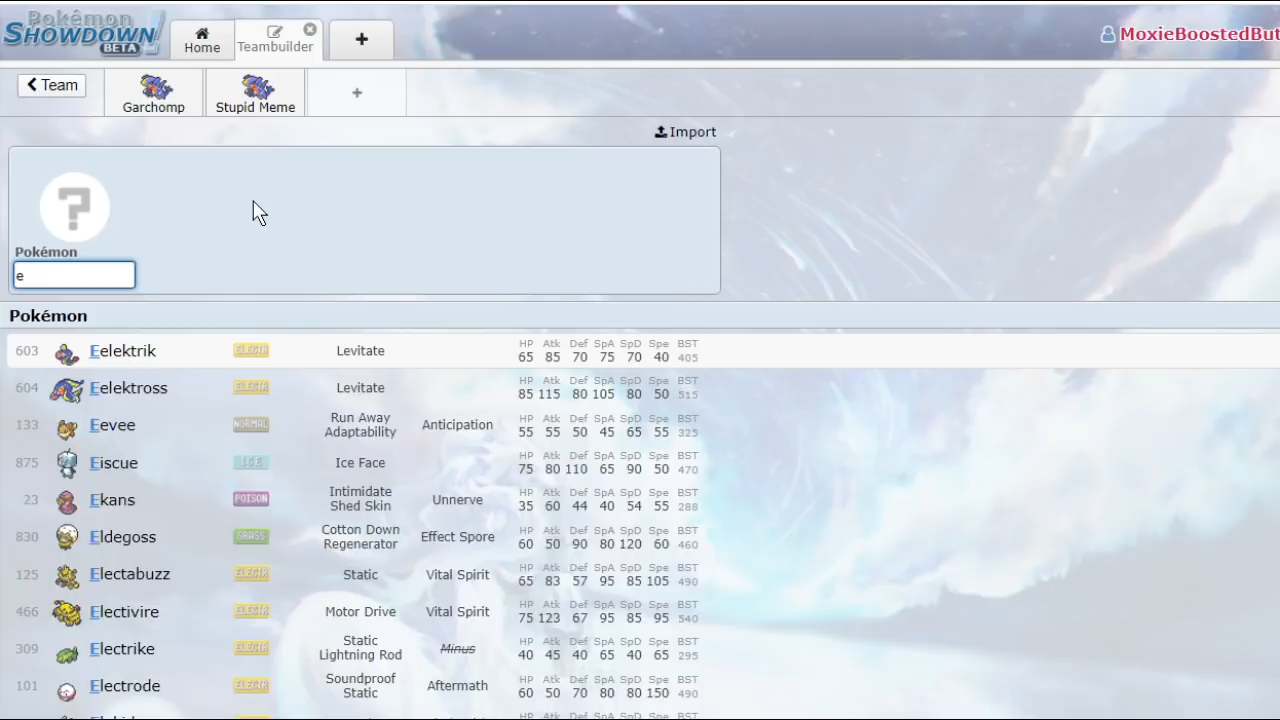 Pokémon
SHOWDOWN!
BETA
Home
Teambuilder
+
MoxieBoostedBut
Team
Garchomp
Stupid Meme
+
Import
?
Pokémon
e
Pokémon
603 Eelektrik ELECTR Levitate HP 65 Atk 85 Def 70 SpA 75 SpD 70 Spe 40 BST 405
604 Eelektross ELECTR Levitate HP 85 Atk 115 Def 80 SpA 105 SpD 80 Spe 50 BST 515
133 Eevee NORMAL Run Away Adaptability Anticipation HP 55 Atk 55 Def 50 SpA 45 SpD 65 Spe 55 BST 325
875 Eiscue ICE Ice Face HP 75 Atk 80 Def 110 SpA 65 SpD 90 Spe 50 BST 470
23 Ekans POISON Intimidate Shed Skin Unnerve HP 35 Atk 60 Def 44 SpA 40 SpD 54 Spe 55 BST 288
830 Eldegoss GRASS Cotton Down Regenerator Effect Spore HP 60 Atk 50 Def 90 SpA 80 SpD 120 Spe 60 BST 460
125 Electabuzz ELECTR Static Vital Spirit HP 65 Atk 83 Def 57 SpA 95 SpD 85 Spe 105 BST 490
466 Electivire ELECTR Motor Drive Vital Spirit HP 75 Atk 123 Def 67 SpA 95 SpD 85 Spe 95 BST 540
309 Electrike ELECTR Static Lightning Rod Minus HP 40 Atk 45 Def 40 SpA 65 SpD 40 Spe 65 BST 295
101 Electrode ELECTR Soundproof Static Aftermath HP 60 Atk 50 Def 70 SpA 80 SpD 80 Spe 150 BST 490
HP Atk Def SpA SpD Spe BST